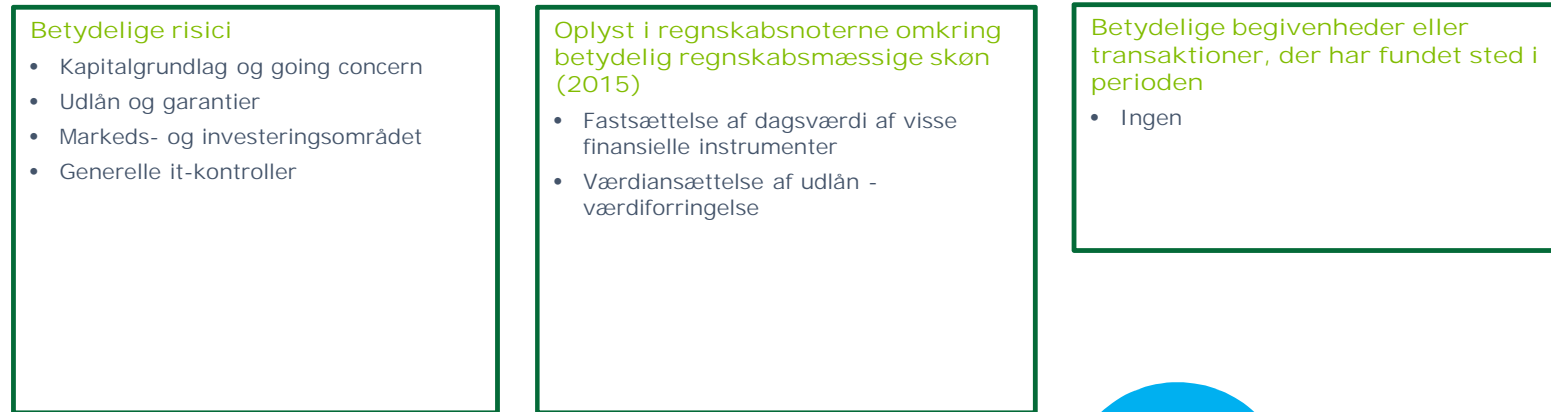 Betydelige risici
• Kapitalgrundlag og going concern
• Udlån og garantier
• Markeds- og investeringsområdet
• Generelle it-kontroller
Oplyst i regnskabsnoterne omkring
betydelig regnskabsmæssige skøn
(2015)
• Fastsættelse af dagsværdi af visse
finansielle instrumenter
• Værdiansættelse af udlån -
værdiforringelse
Betydelige begivenheder eller
transaktioner, der har fundet sted i
perioden
• Ingen